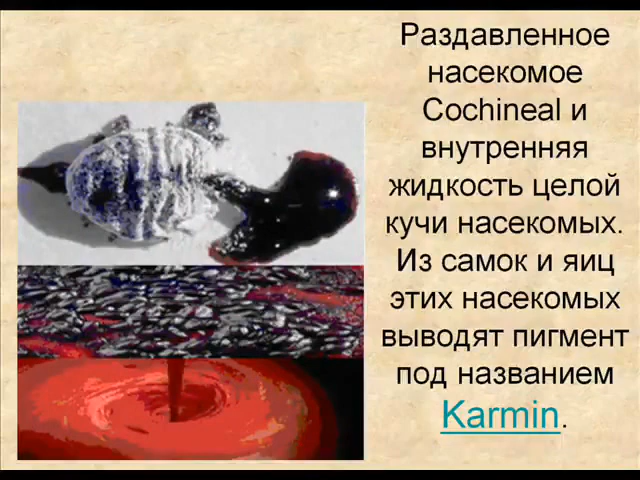 Раздавленное
насекомое
Cochineal и
внутренняя
жидкость целой
кучи насекомых.
Из самок и яиц
этих насекомых
выводят пигмент
под названием
Karmin.